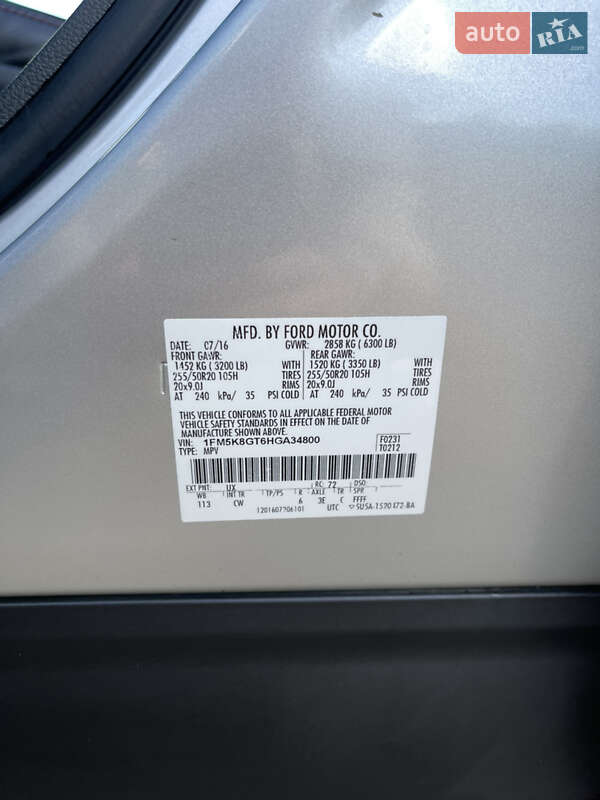 auto RIA .com
MFD. BY FORD MOTOR CO.
DATE: 07/16 GVWR: 2858 KG ( 6300 LB)
FRONT GAWR: REAR GAWR:
1452 KG ( 3200 LB) WITH 1520 KG ( 3350 LB) WITH
255/50R20 105H TIRES 255/50R20 105H TIRES
20x9.0J RIMS 20x9.0J RIMS
AT 240 kPa/ 35 PSI COLD AT 240 kPa/ 35 PSI COLD
THIS VEHICLE CONFORMS TO ALL APPLICABLE FEDERAL MOTOR
VEHICLE SAFETY STANDARDS IN EFFECT ON THE DATE OF
MANUFACTURE SHOWN ABOVE.
VIN: 1FM5K8GT6HGA34800 F0231
TYPE: MPV T0212
EXT PNT: UX RC: 72 DSO:
WB INT TR TP/PS R AXLE TR SPR
113 CW 6 3E C FFFF
UTC